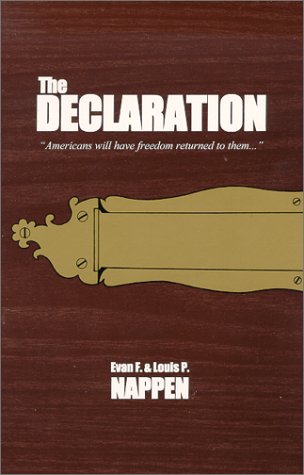 The
DECLARATION
“Americans will have freedom returned to them...”
Evan F. & Louis P.
NAPPEN